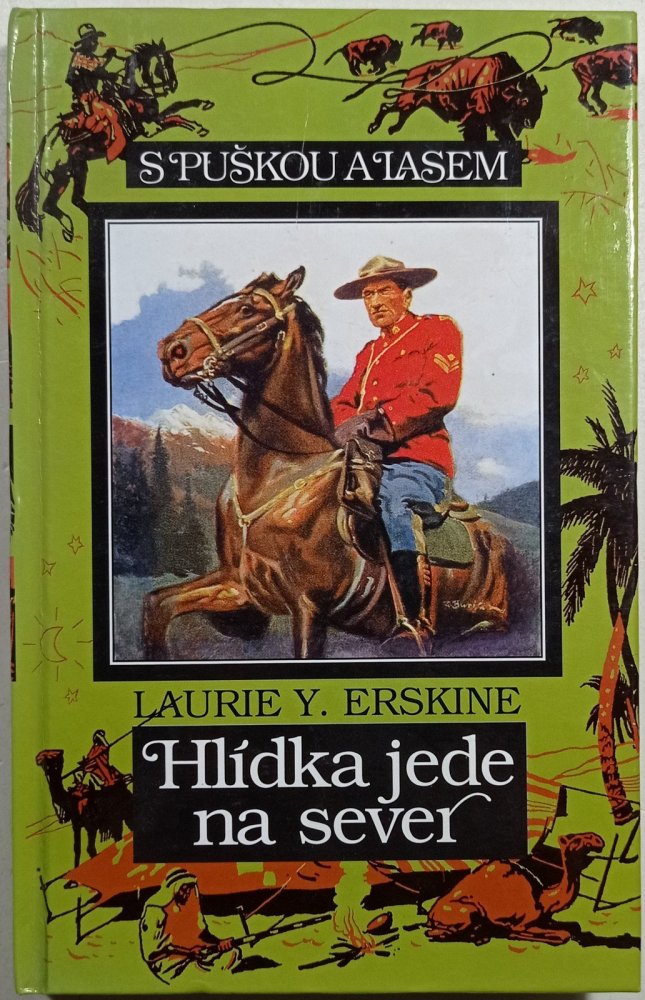 S PUŠKOU A LASEM
LAURIE Y. ERSKINE
Hlídka jede
na sever